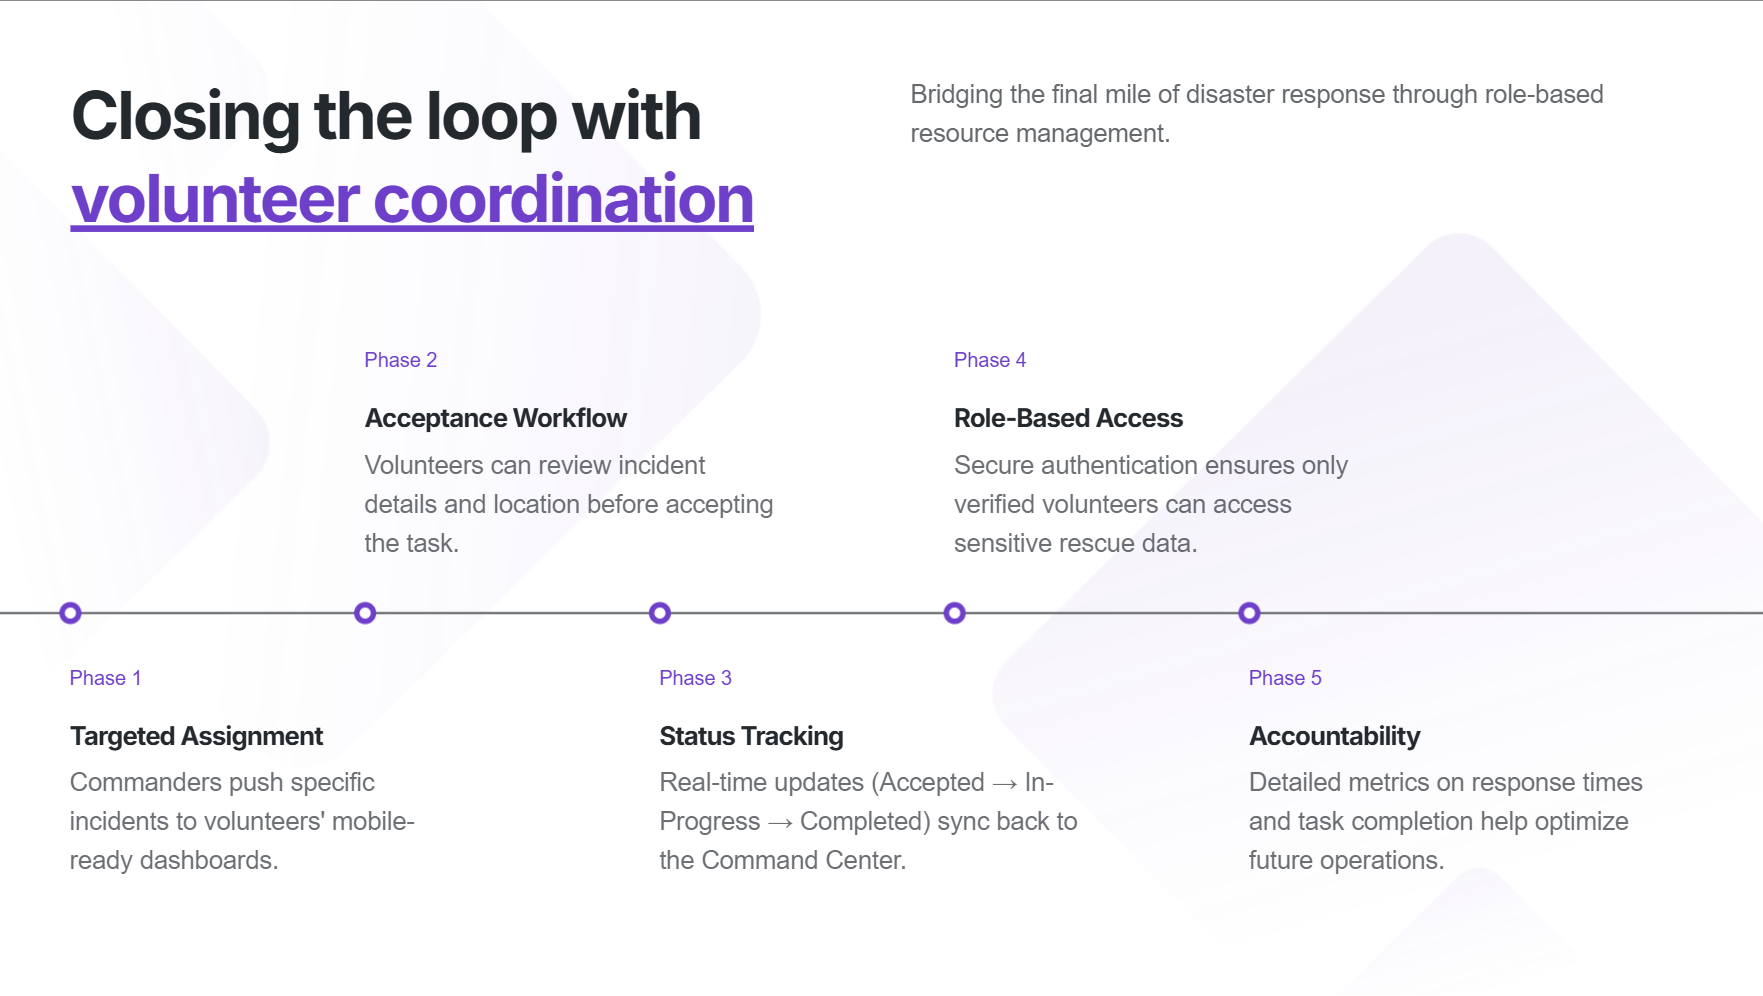 Closing the loop with
volunteer coordination
Bridging the final mile of disaster response through role-based
resource management.
Phase 1
Targeted Assignment
Commanders push specific
incidents to volunteers' mobile-
ready dashboards.
Phase 2
Acceptance Workflow
Volunteers can review incident
details and location before accepting
the task.
Phase 3
Status Tracking
Real-time updates (Accepted → In-
Progress → Completed) sync back to
the Command Center.
Phase 4
Role-Based Access
Secure authentication ensures only
verified volunteers can access
sensitive rescue data.
Phase 5
Accountability
Detailed metrics on response times
and task completion help optimize
future operations.